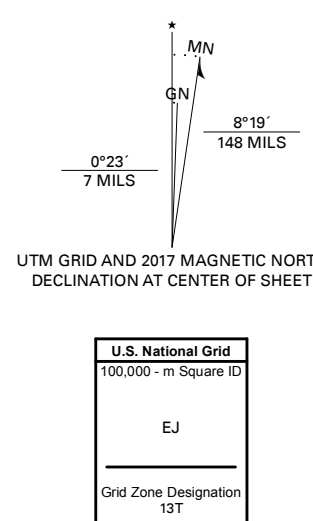 ★
MN
GN
8°19´
148 MILS
0°23´
7 MILS
UTM GRID AND 2017 MAGNETIC NORT
DECLINATION AT CENTER OF SHEET
U.S. National Grid
100,000 - m Square ID
EJ
Grid Zone Designation
13T